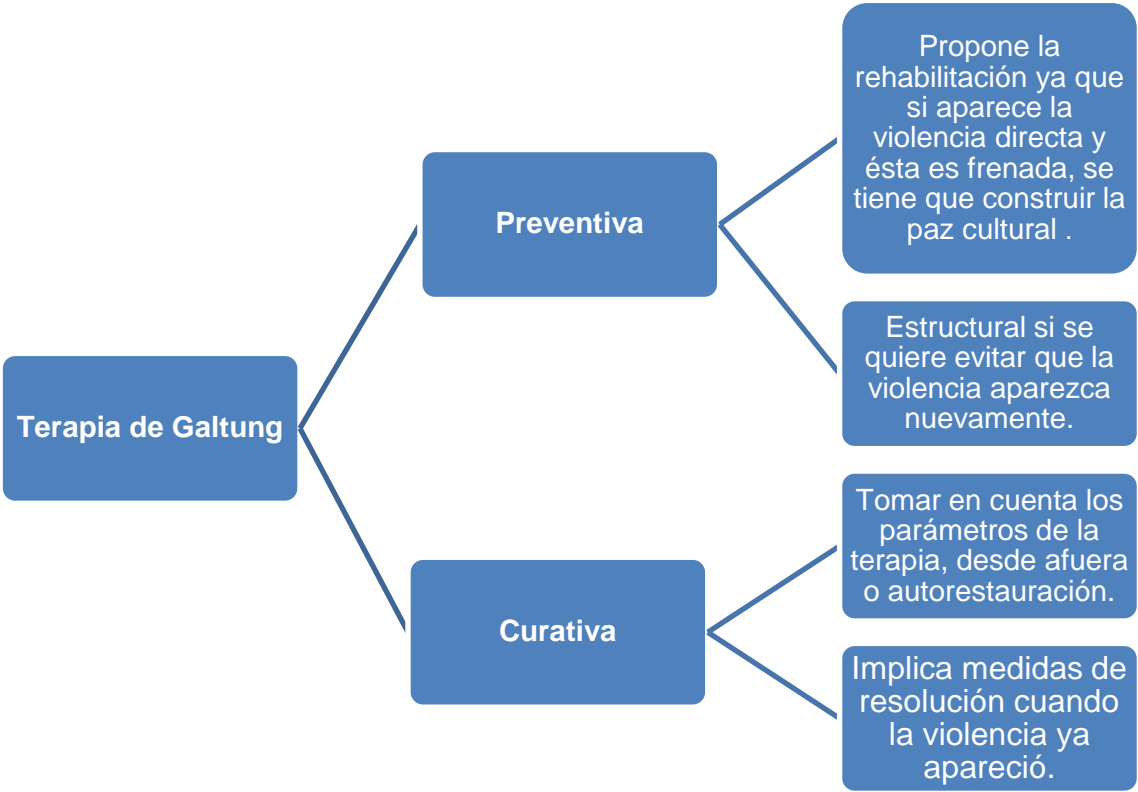 Terapia de Galtung
Preventiva
Propone la
rehabilitación ya que
si aparece la
violencia directa y
ésta es frenada, se
tiene que construir la
paz cultural .
Estructural si se
quiere evitar que la
violencia aparezca
nuevamente.
Curativa
Tomar en cuenta los
parámetros de la
terapia, desde afuera
o autorestauración.
Implica medidas de
resolución cuando
la violencia ya
apareció.